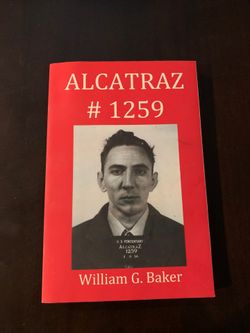 ALCATRAZ
# 1259
U S PENITENTIARY
ALCATRAZ
1259
William G. Baker